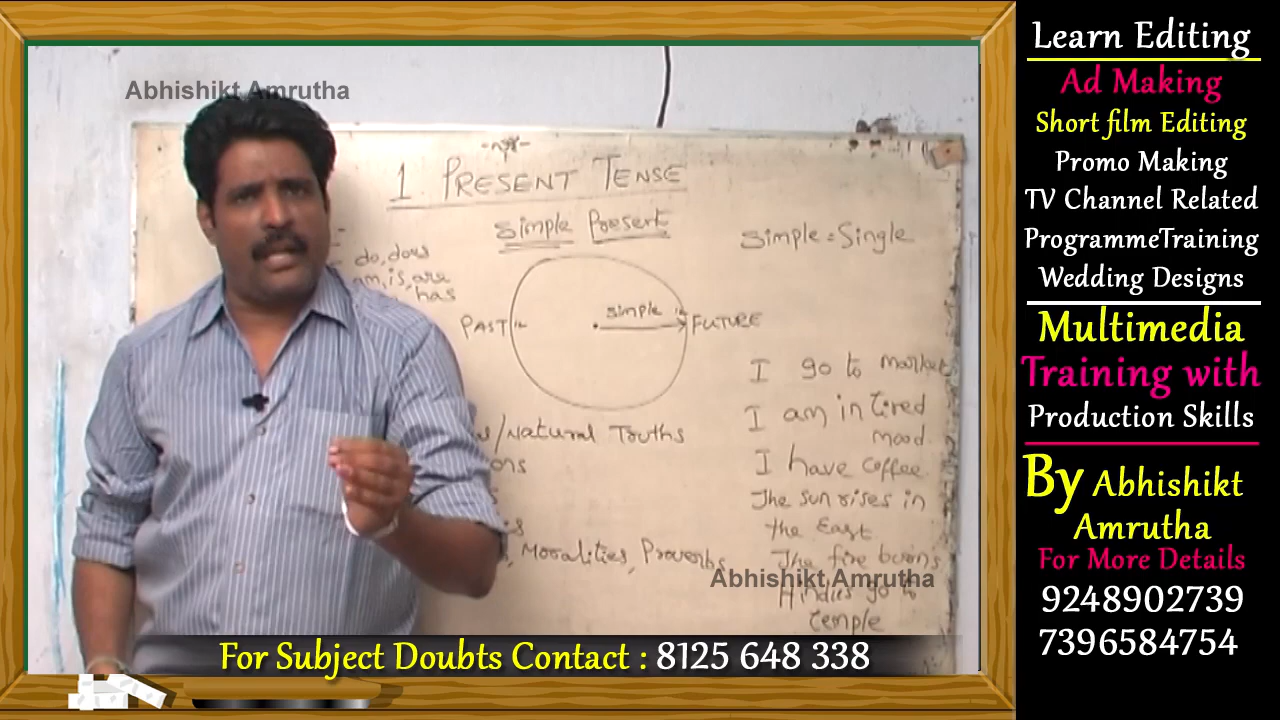 Abhishikt Amrutha
1 PRESENT TENSE
Simple Present
Simple = Single
do, does
am, is, are
has
PAST
simple
FUTURE
I go to market
I am in tired
mood.
I have coffee
The sun rises in
the East
The fire burns
Hindies go to
temple
/Natural Truths
Moralities, Proverbs
Abhishikt Amrutha
For Subject Doubts Contact : 8125 648 338
Learn Editing
Ad Making
Short film Editing
Promo Making
TV Channel Related
ProgrammeTraining
Wedding Designs
Multimedia
Training with
Production Skills
By Abhishikt
Amrutha
For More Details
9248902739
7396584754